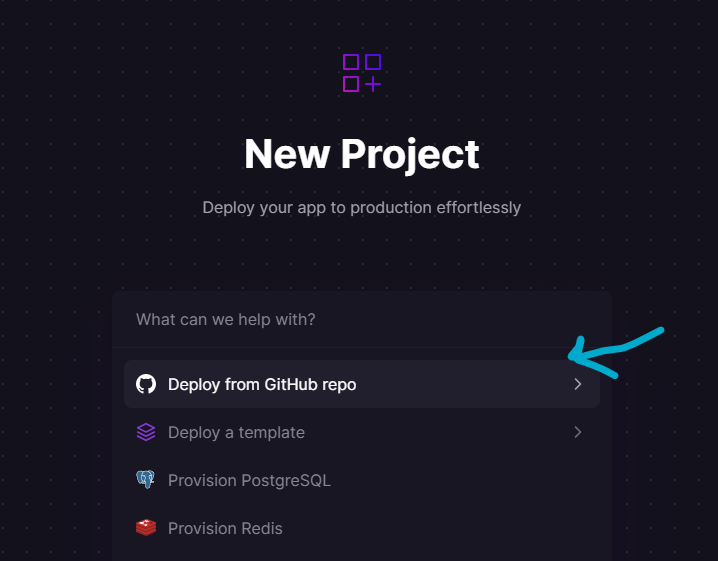 New Project
Deploy your app to production effortlessly
What can we help with?
Deploy from GitHub repo
Deploy a template
Provision PostgreSQL
Provision Redis